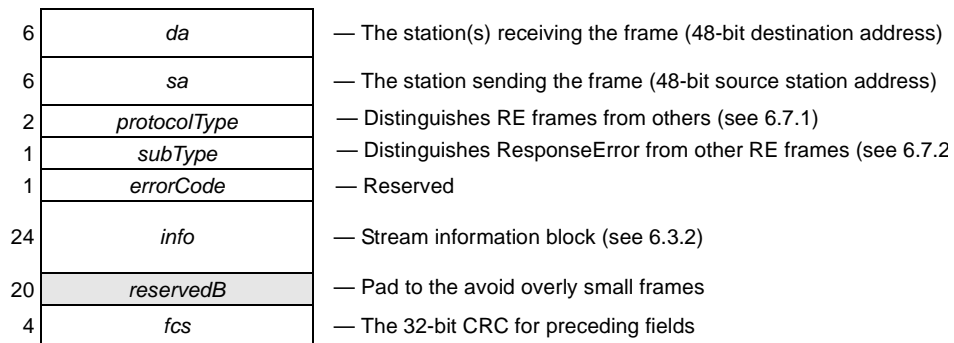 6 da — The station(s) receiving the frame (48-bit destination address)
6 sa — The station sending the frame (48-bit source station address)
2 protocolType — Distinguishes RE frames from others (see 6.7.1)
1 subType — Distinguishes ResponseError from other RE frames (see 6.7.2
1 errorCode — Reserved
24 info — Stream information block (see 6.3.2)
20 reservedB — Pad to the avoid overly small frames
4 fcs — The 32-bit CRC for preceding fields